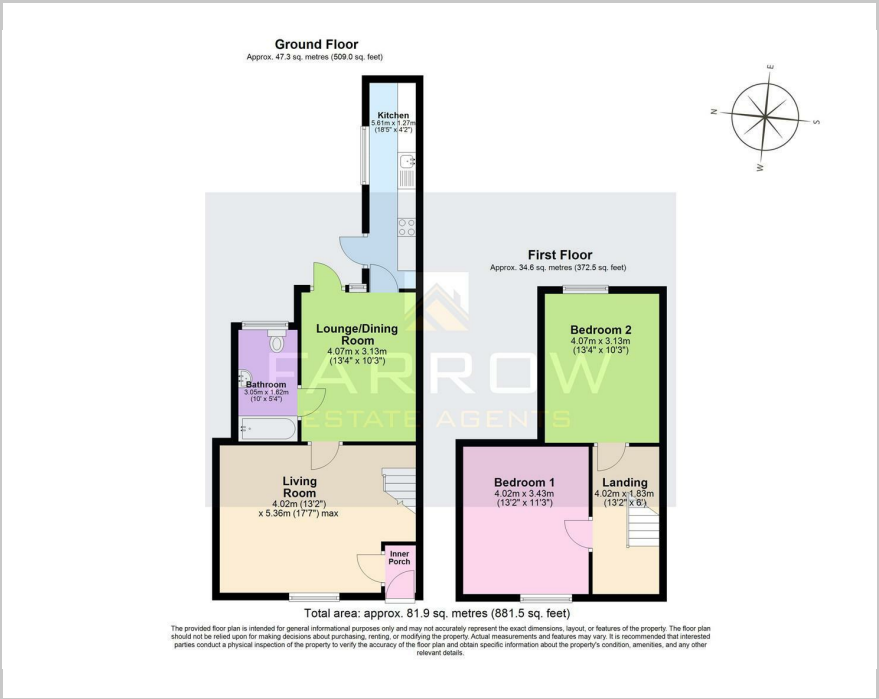 Ground Floor
Approx. 47.3 sq. metres (509.0 sq. feet)
Kitchen
5.61m x 1.27m
(18'5" x 4'2")
E
N
S
W
First Floor
Approx. 34.6 sq. metres (372.5 sq. feet)
Lounge/Dining
Room
4.07m x 3.13m
(13'4" x 10'3")
Bedroom 2
4.07m x 3.13m
(13'4" x 10'3")
FARROW
ESTATE AGENTS
Bathroom
3.05m x 1.62m
(10' x 5'4")
Living
Room
4.02m (13'2")
x 5.36m (17'7") max
Bedroom 1
4.02m x 3.43m
(13'2" x 11'3")
Landing
4.02m x 1.83m
(13'2" x 6')
Inner
Porch
Total area: approx. 81.9 sq. metres (881.5 sq. feet)
The provided floor plan is intended for general informational purposes only and may not accurately represent the exact dimensions, layout, or features of the property. The floor plan
should not be relied upon for making decisions about purchasing, renting, or modifying the property. Actual measurements and features may vary. It is recommended that interested
parties conduct a physical inspection of the property to verify the accuracy of the floor plan and obtain specific information about the property's condition, amenities, and any other
relevant details.